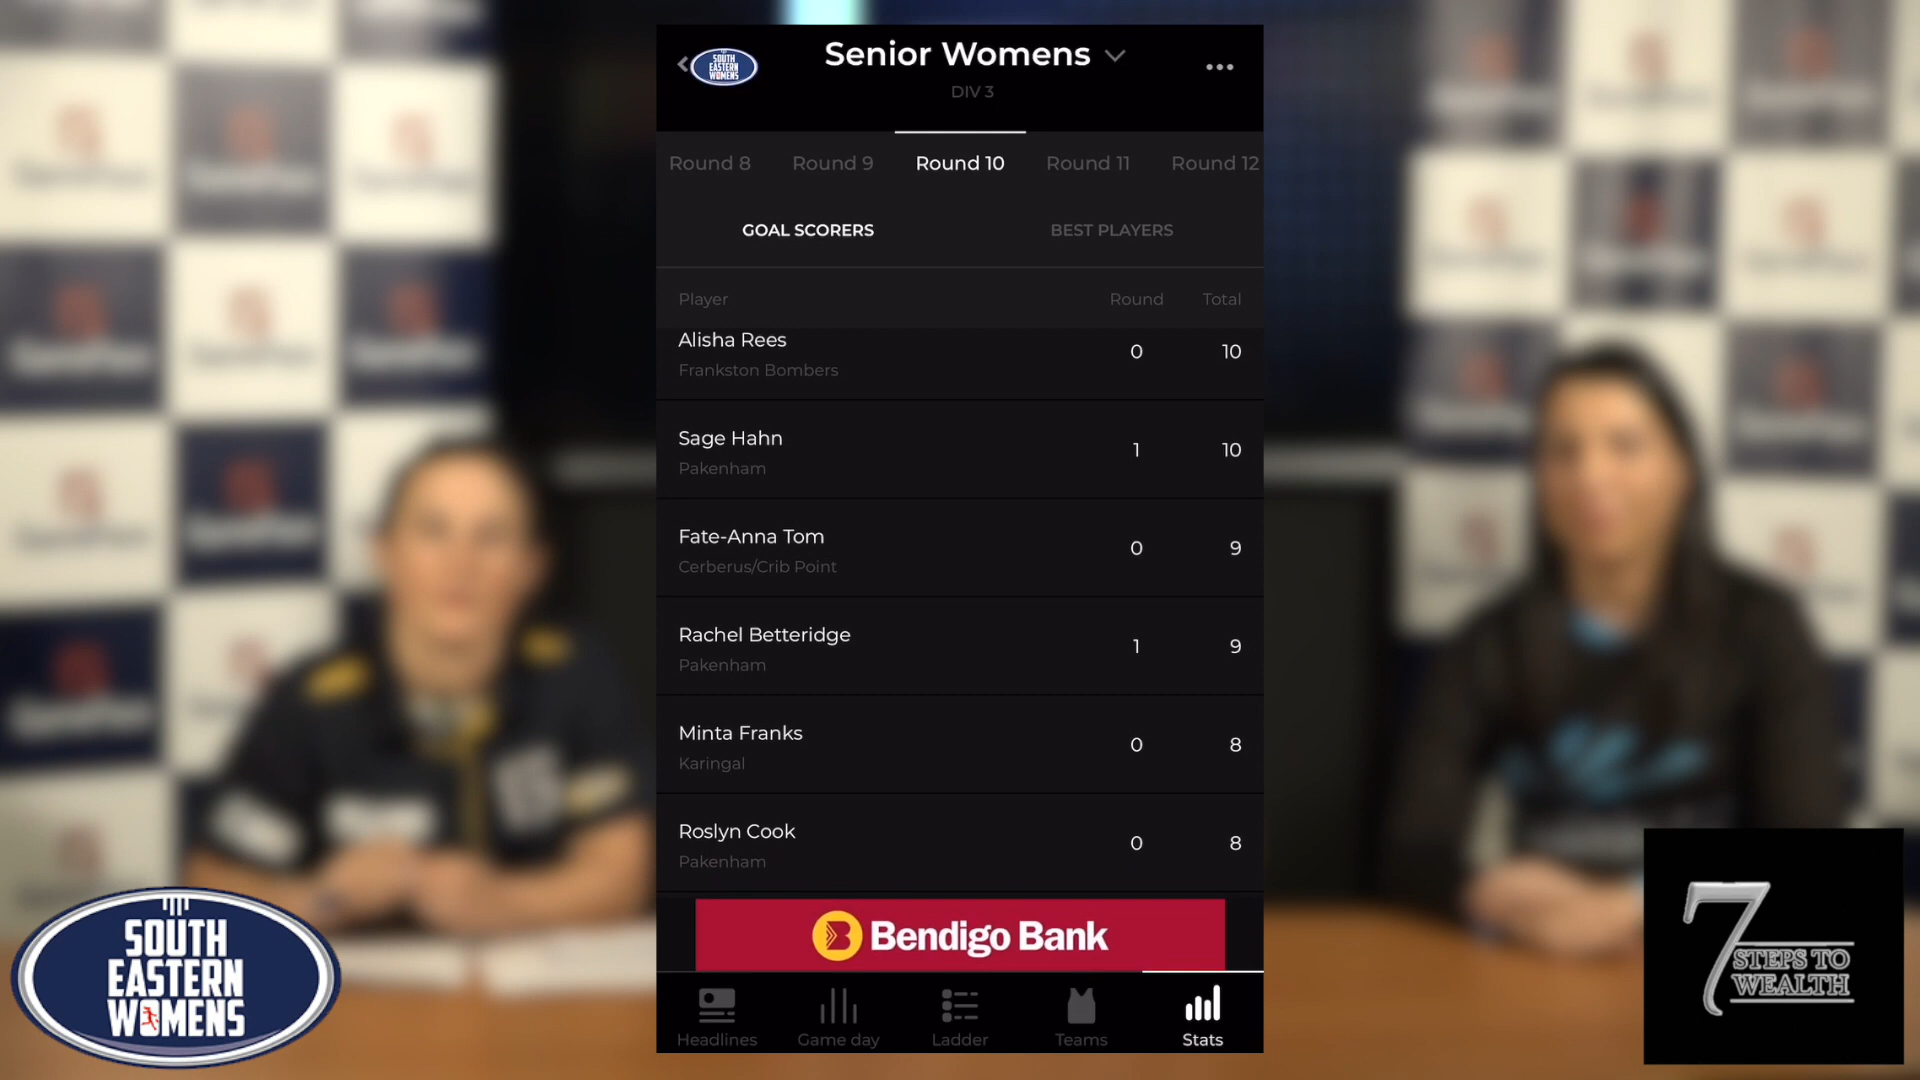 SOUTH
EASTERN
WOMENS
Senior Womens
DIV 3
Round 8 Round 9 Round 10 Round 11 Round 12
GOAL SCORERS BEST PLAYERS
Player Round Total
Alisha Rees 0 10
Frankston Bombers
Sage Hahn 1 10
Pakenham
Fate-Anna Tom 0 9
Cerberus/Crib Point
Rachel Betteridge 1 9
Pakenham
Minta Franks 0 8
Karingal
Roslyn Cook 0 8
Pakenham
Bendigo Bank
Headlines Game day Ladder Teams Stats
SOUTH
EASTERN
WOMENS
7
STEPS TO
WEALTH